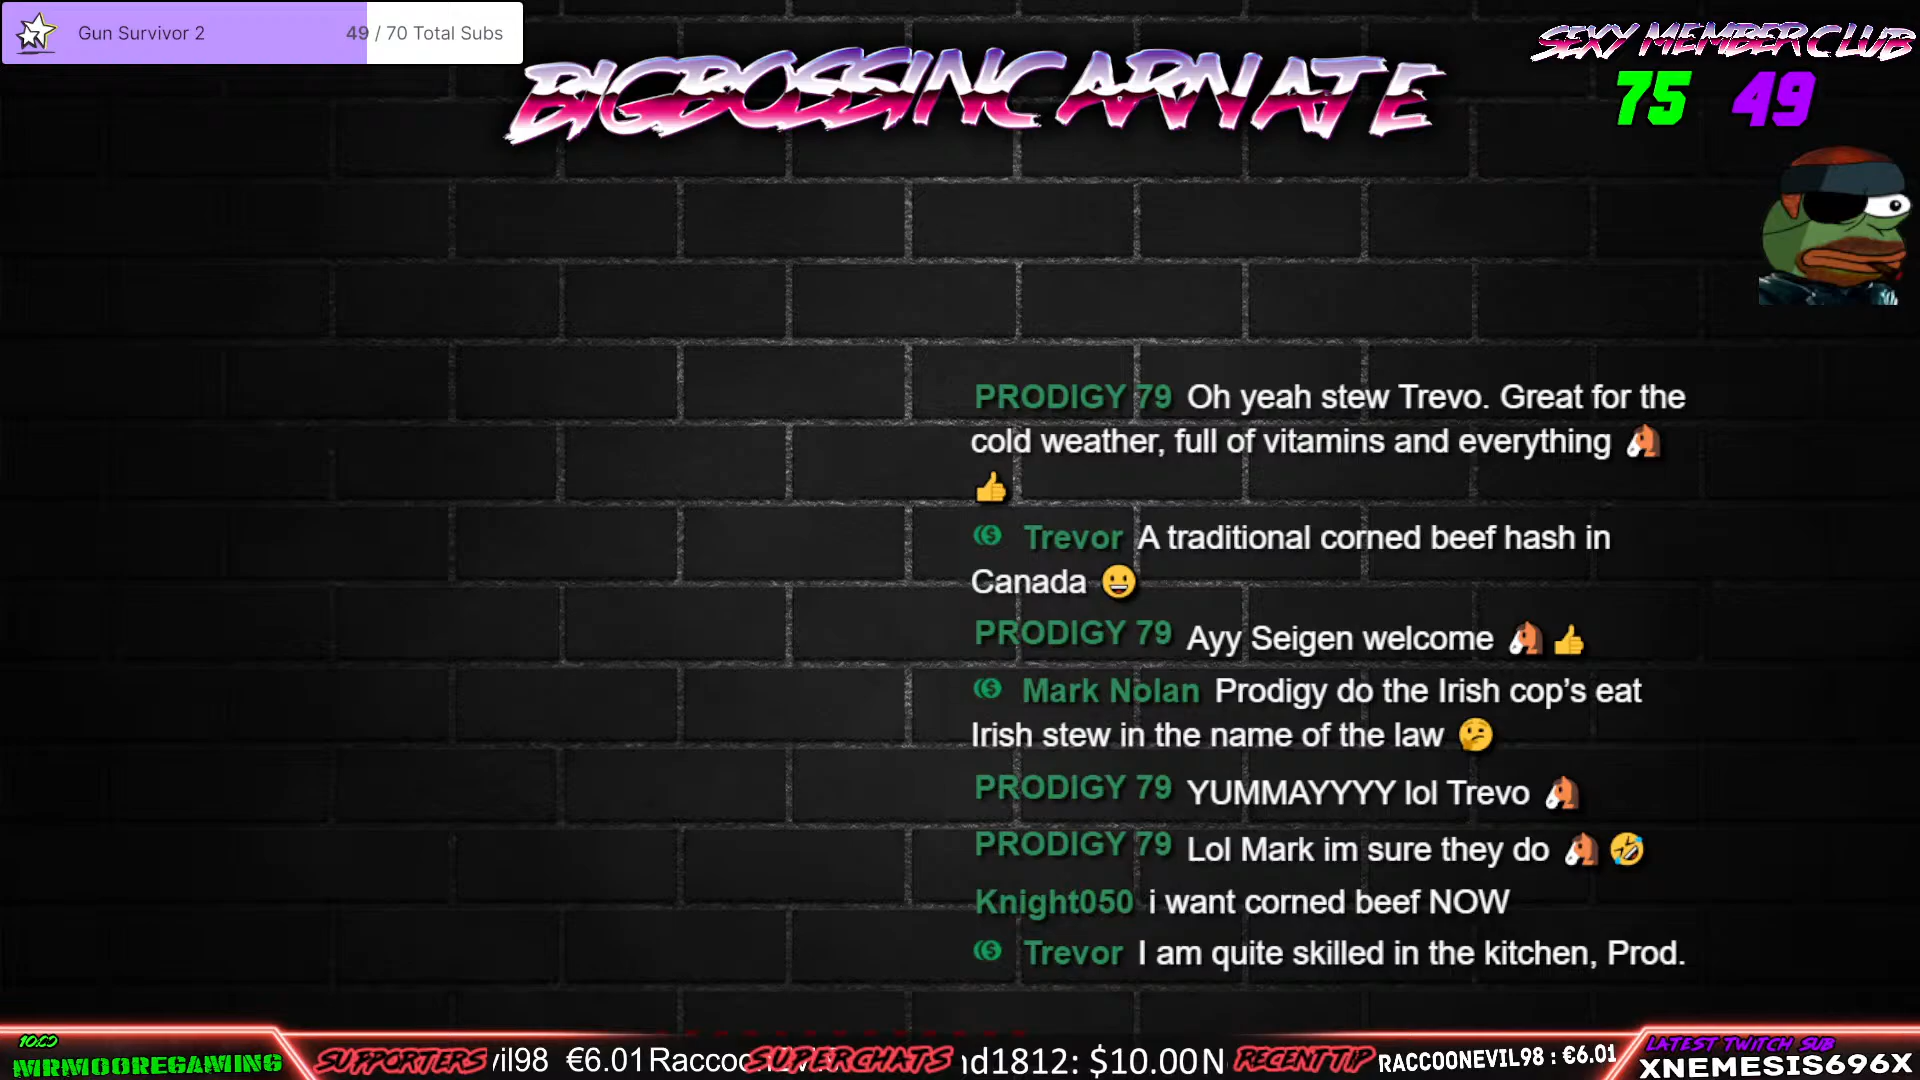 Gun Survivor 2 49 / 70 Total Subs
SEXY MEMBER CLUB
75 49
BIGBOSSINCARNATE
PRODIGY 79 Oh yeah stew Trevo. Great for the
cold weather, full of vitamins and everything 🐴
👍
Trevor A traditional corned beef hash in
Canada 😀
PRODIGY 79 Ayy Seigen welcome 🐴 👍
Mark Nolan Prodigy do the Irish cop’s eat
Irish stew in the name of the law 🤔
PRODIGY 79 YUMMAYYYY lol Trevo 🐴
PRODIGY 79 Lol Mark im sure they do 🐴 🤣
Knight050 i want corned beef NOW
Trevor I am quite skilled in the kitchen, Prod.
MRMOOREGAMING
SUPPORTERS vil98 €6.01 Raccoo
SUPERCHATS nd1812: $10.00 N
RECENT TIP RACCOONEVIL98 : €6.01
LATEST TWITCH SUB
XNEMESIS696X